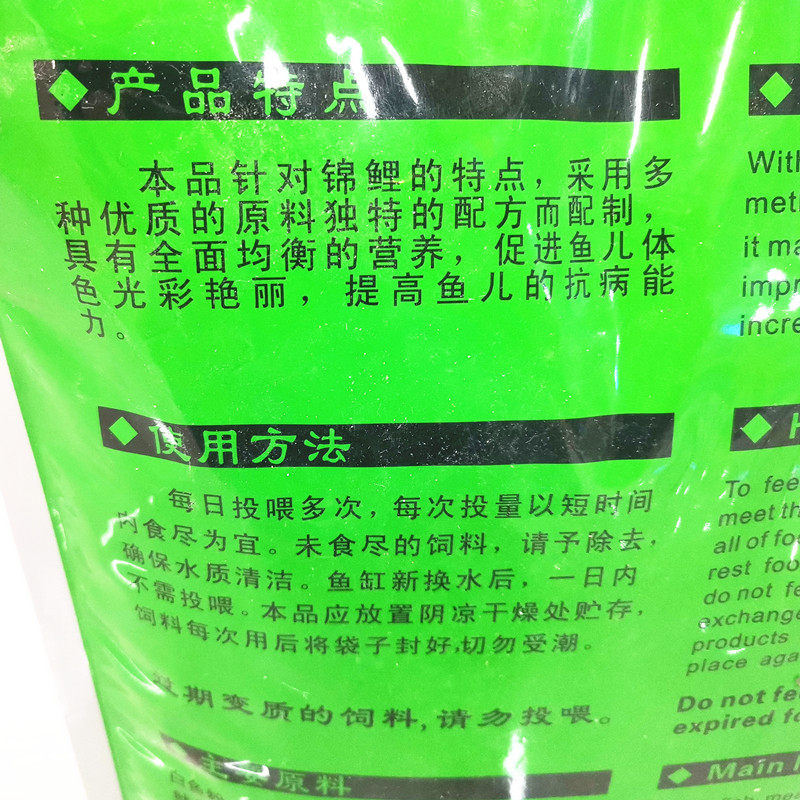 ◆产品特点
本品针对锦鲤的特点，采用多
种优质的原料独特的配方而配制，
具有全面均衡的营养，促进鱼儿体
色光彩艳丽，提高鱼儿的抗病能
力。
◆使用方法
每日投喂多次，每次投量以短时间
内食尽为宜。未食尽的饲料，请予除去，
确保水质清洁。鱼缸新换水后，一日内
不需投喂。本品应放置阴凉干燥处贮存，
饲料每次用后将袋子封好，切勿受潮。
过期变质的饲料，请勿投喂。
◆主要原料
白鱼粉
◆
With
it ma
◆H
To fee
meet th
all of fo
rest foo
do not fe
exchange
products
place aga
Do not fe
expired fo
◆Main